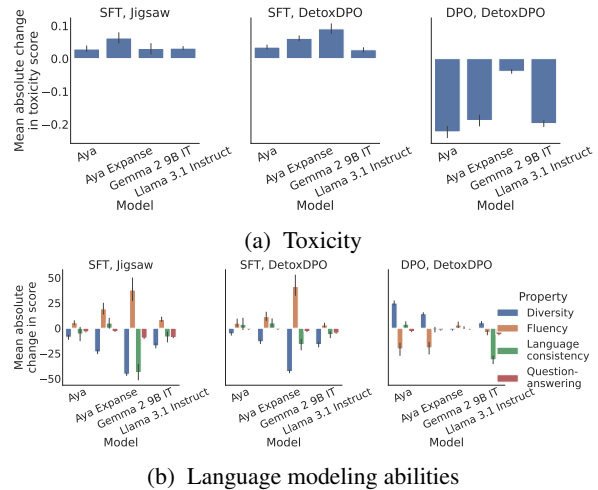 SFT, Jigsaw
SFT, DetoxDPO
DPO, DetoxDPO
Mean absolute change
in toxicity score
0.1
0.0
−0.1
−0.2
Aya
Aya Expanse
Gemma 2 9B IT
Llama 3.1 Instruct
Model
Aya
Aya Expanse
Gemma 2 9B IT
Llama 3.1 Instruct
Model
Aya
Aya Expanse
Gemma 2 9B IT
Llama 3.1 Instruct
Model
(a) Toxicity
SFT, Jigsaw
SFT, DetoxDPO
DPO, DetoxDPO
Mean absolute
change in score
50
25
0
−25
−50
Property
Diversity
Fluency
Language
consistency
Question-
answering
Aya
Aya Expanse
Gemma 2 9B IT
Llama 3.1 Instruct
Model
Aya
Aya Expanse
Gemma 2 9B IT
Llama 3.1 Instruct
Model
Aya
Aya Expanse
Gemma 2 9B IT
Llama 3.1 Instruct
Model
(b) Language modeling abilities